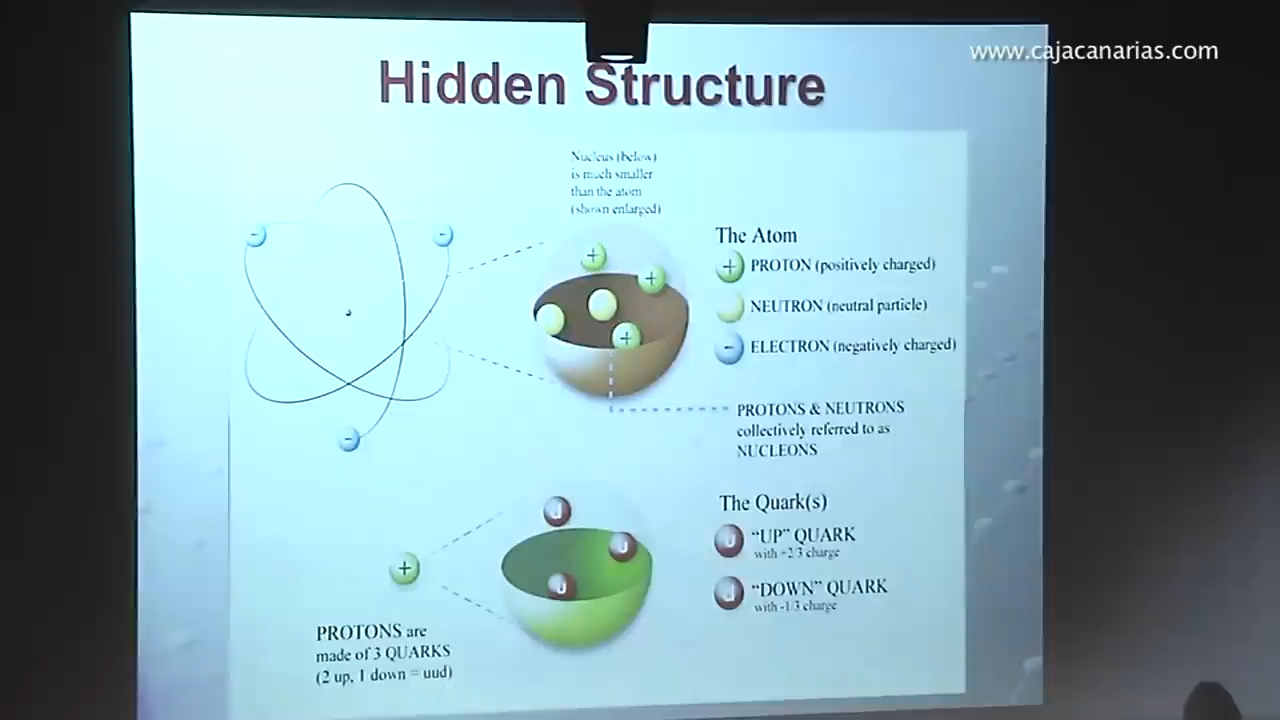 www.cajacanarias.com
Hidden Structure
Nucleus (below)
is much smaller
than the atom
(shown enlarged)
The Atom
+ PROTON (positively charged)
NEUTRON (neutral particle)
- ELECTRON (negatively charged)
PROTONS & NEUTRONS
collectively referred to as
NUCLEONS
The Quark(s)
"UP" QUARK
with +2/3 charge
"DOWN" QUARK
with -1/3 charge
PROTONS are
made of 3 QUARKS
(2 up, 1 down = uud)